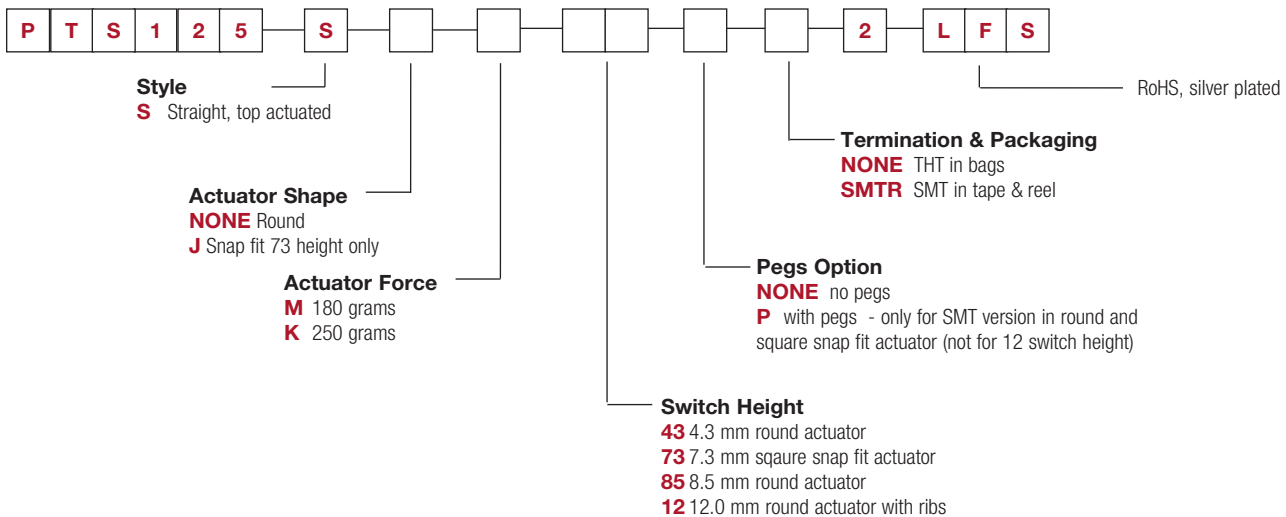 P T S 1 2 5 S 2 L F S
RoHS, silver plated
Style
S Straight, top actuated
Termination & Packaging
NONE THT in bags
SMTR SMT in tape & reel
Actuator Shape
NONE Round
J Snap fit 73 height only
Pegs Option
NONE no pegs
P with pegs - only for SMT version in round and
square snap fit actuator (not for 12 switch height)
Actuator Force
M 180 grams
K 250 grams
Switch Height
43 4.3 mm round actuator
73 7.3 mm sqaure snap fit actuator
85 8.5 mm round actuator
12 12.0 mm round actuator with ribs